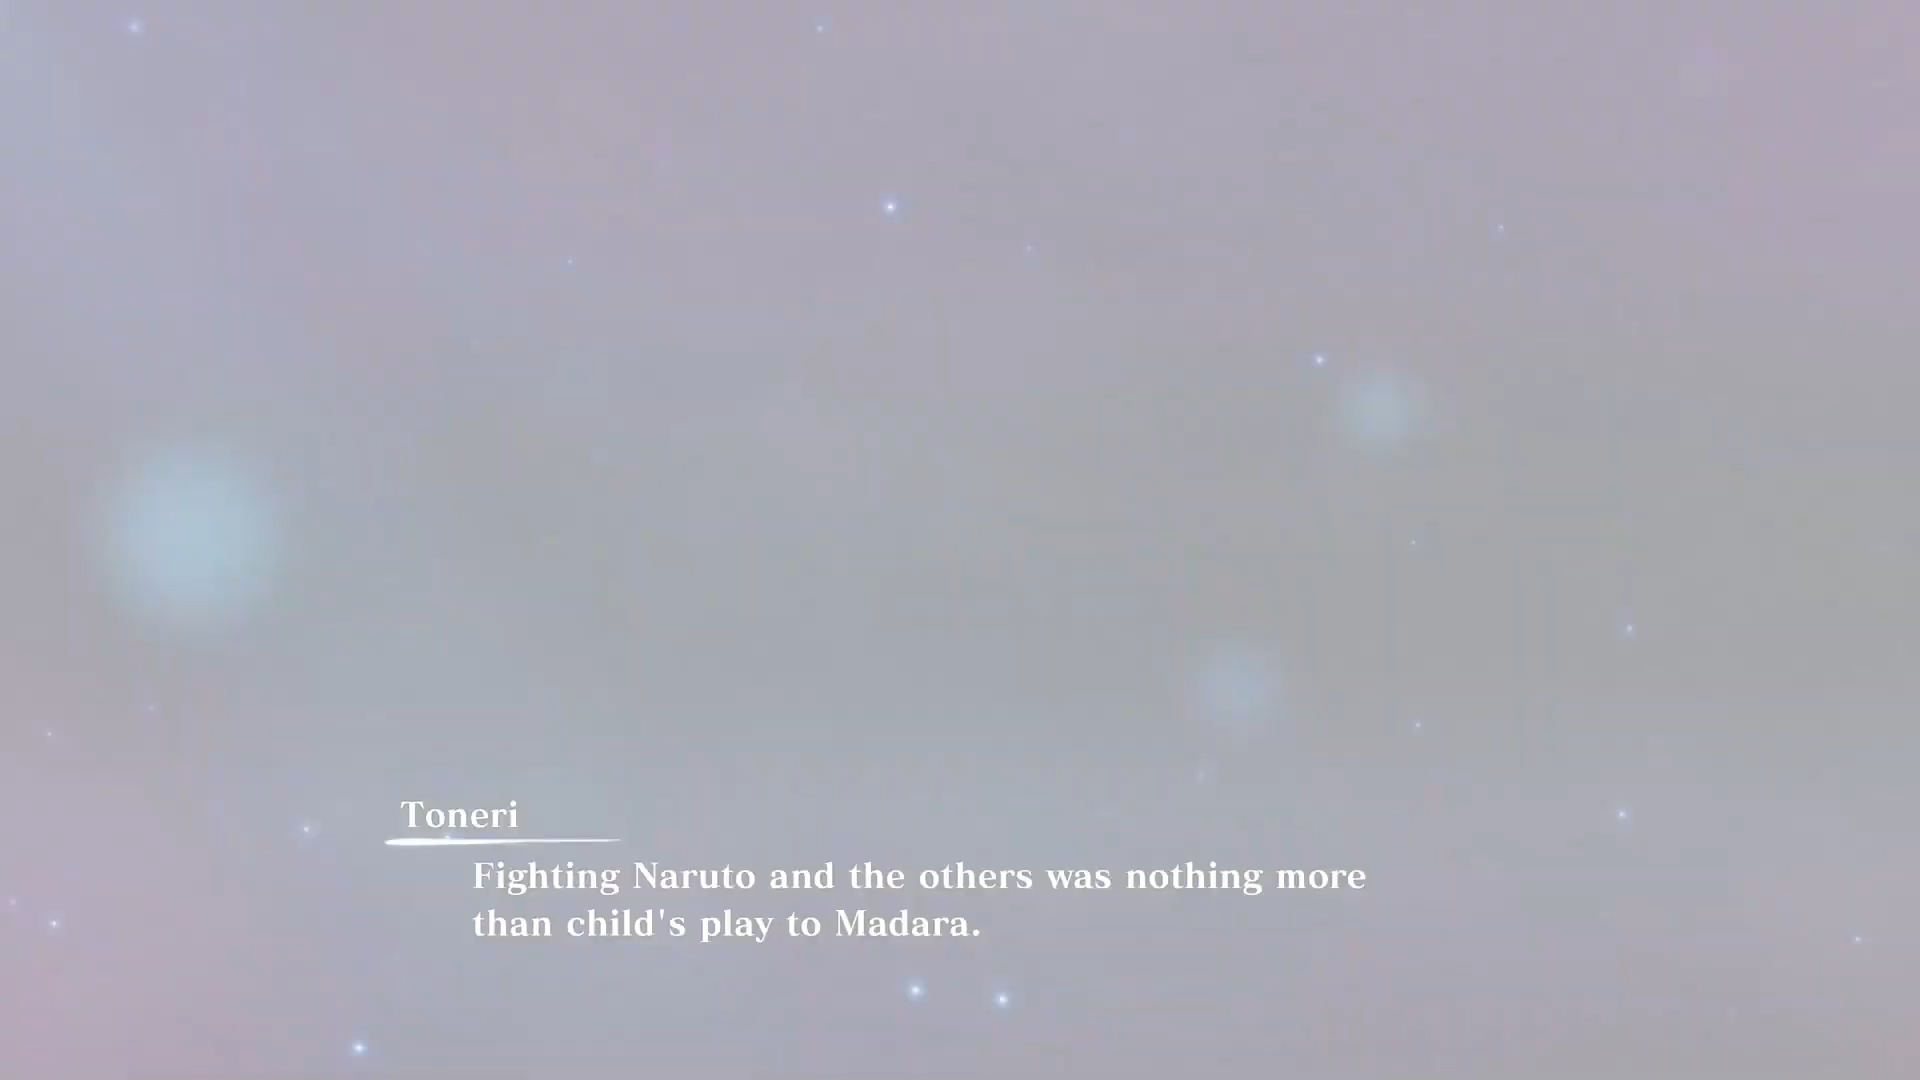 Toneri
Fighting Naruto and the others was nothing more
than child's play to Madara.